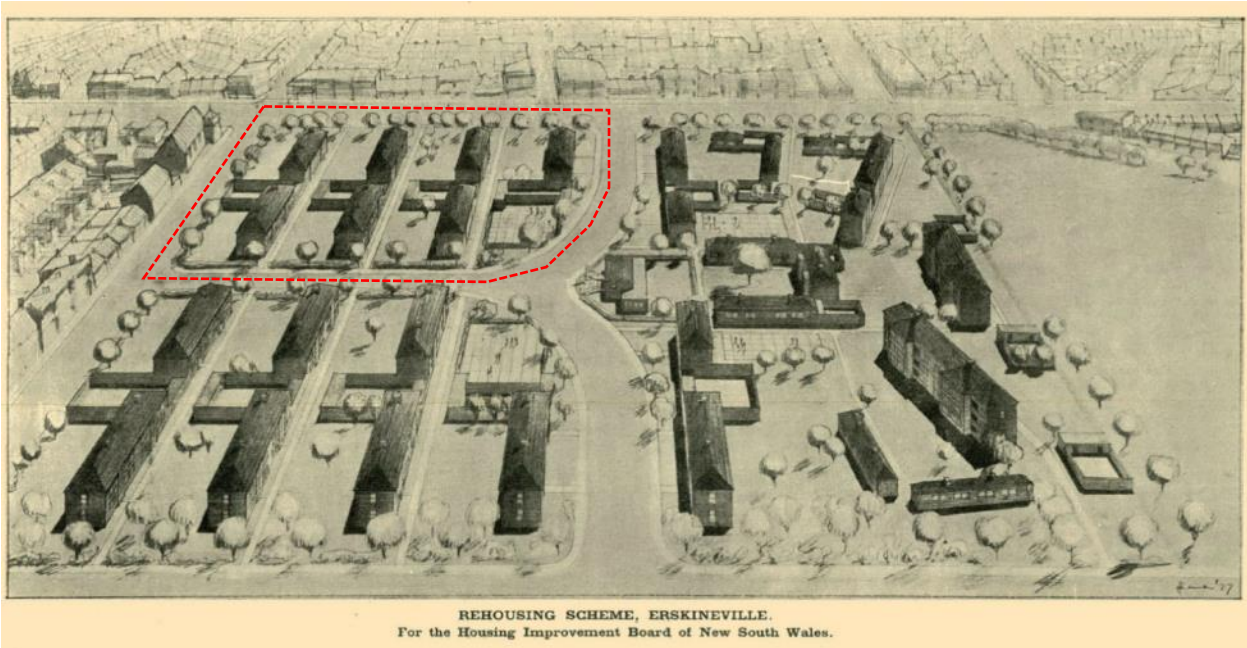 REHOUSING SCHEME, ERSKINEVILLE.
For the Housing Improvement Board of New South Wales.